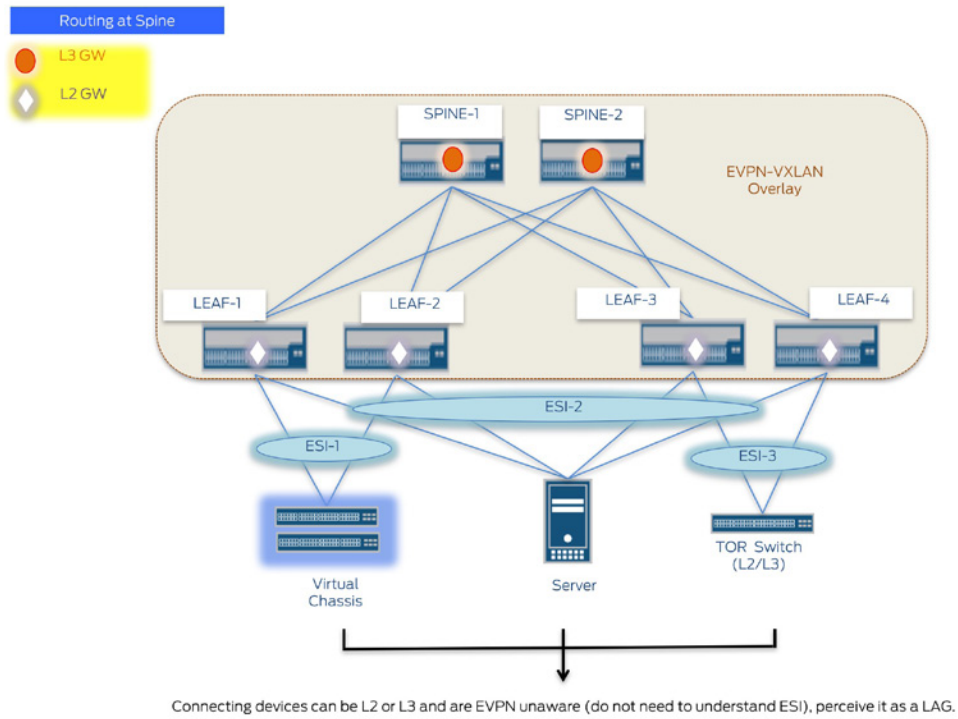 Routing at Spine
L3 GW
L2 GW
SPINE-1
SPINE-2
EVPN-VXLAN
Overlay
LEAF-1
LEAF-2
LEAF-3
LEAF-4
ESI-2
ESI-1
ESI-3
TOR Switch
(L2/L3)
Virtual
Chassis
Server
Connecting devices can be L2 or L3 and are EVPN unaware (do not need to understand ESI), perceive it as a LAG.